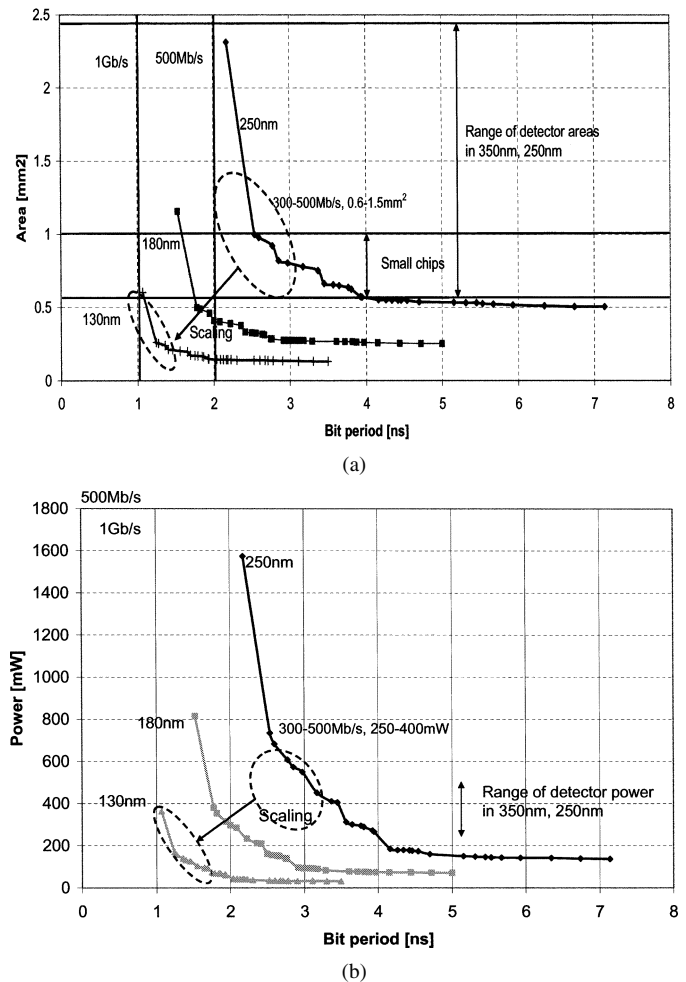 2.5
1Gb/s
500Mb/s
2
250nm
Range of detector areas
in 350nm, 250nm
Area [mm2]
1.5
300-500Mb/s, 0.6-1.5mm²
1
180nm
Small chips
0.5
130nm
Scaling
0
0 1 2 3 4 5 6 7 8
Bit period [ns]
(a)
500Mb/s
1800
1Gb/s
1600
250nm
1400
1200
Power [mW]
1000
800
180nm
300-500Mb/s, 250-400mW
600
130nm
Range of detector power
in 350nm, 250nm
400
Scaling
200
0
0 1 2 3 4 5 6 7 8
Bit period [ns]
(b)